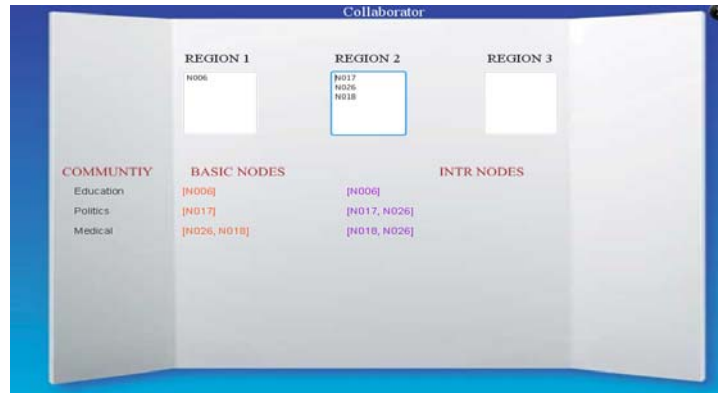 Collaborator
REGION 1 REGION 2 REGION 3
N006 N017
N026
N018
COMMUNTIY BASIC NODES INTR NODES
Education [N006] [N006]
Politics [N017] [N017, N026]
Medical [N026, N018] [N018, N026]